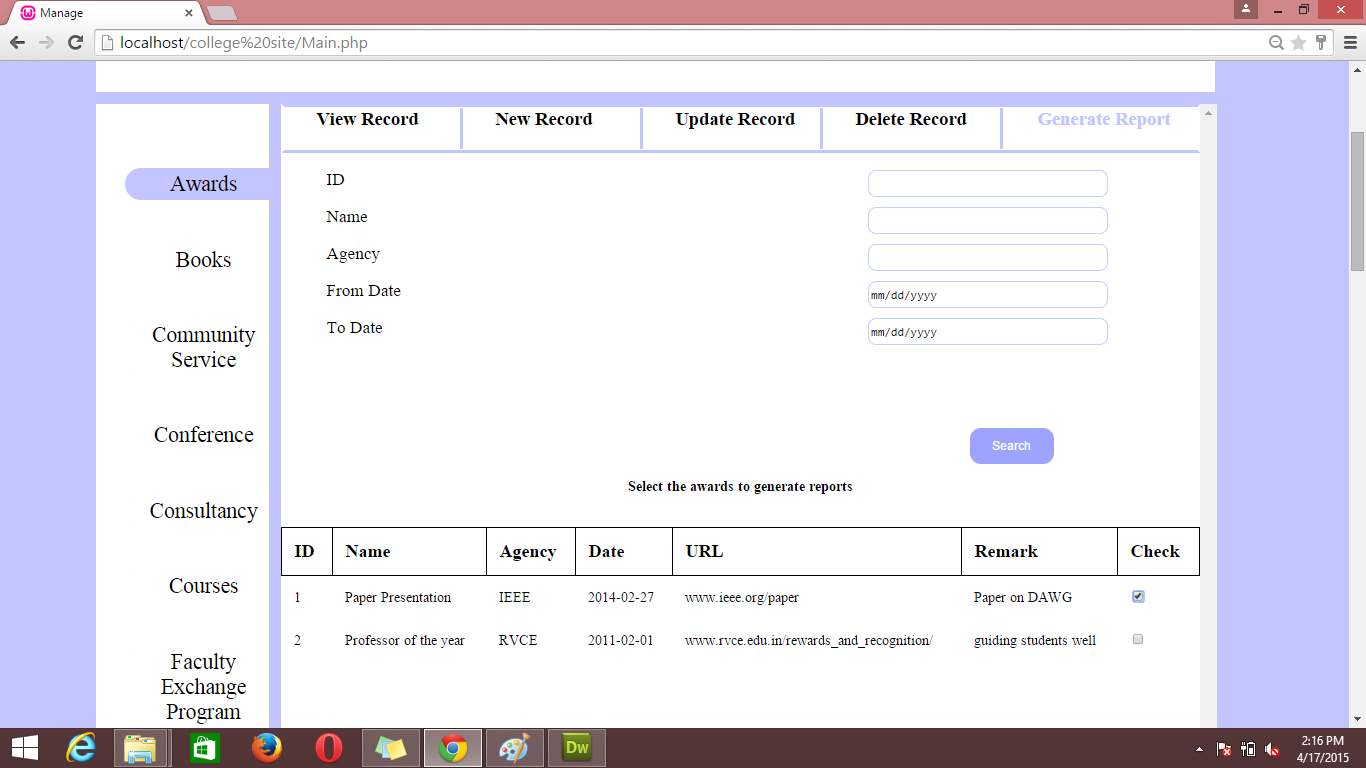 Manage
localhost/college%20site/Main.php
View Record New Record Update Record Delete Record Generate Report
Awards
Books
Community
Service
Conference
Consultancy
Courses
Faculty
Exchange
Program
ID
Name
Agency
From Date mm/dd/yyyy
To Date mm/dd/yyyy
Search
Select the awards to generate reports
ID Name Agency Date URL Remark Check
1 Paper Presentation IEEE 2014-02-27 www.ieee.org/paper Paper on DAWG
2 Professor of the year RVCE 2011-02-01 www.rvce.edu.in/rewards_and_recognition/ guiding students well
Dw
2:16 PM
4/17/2015